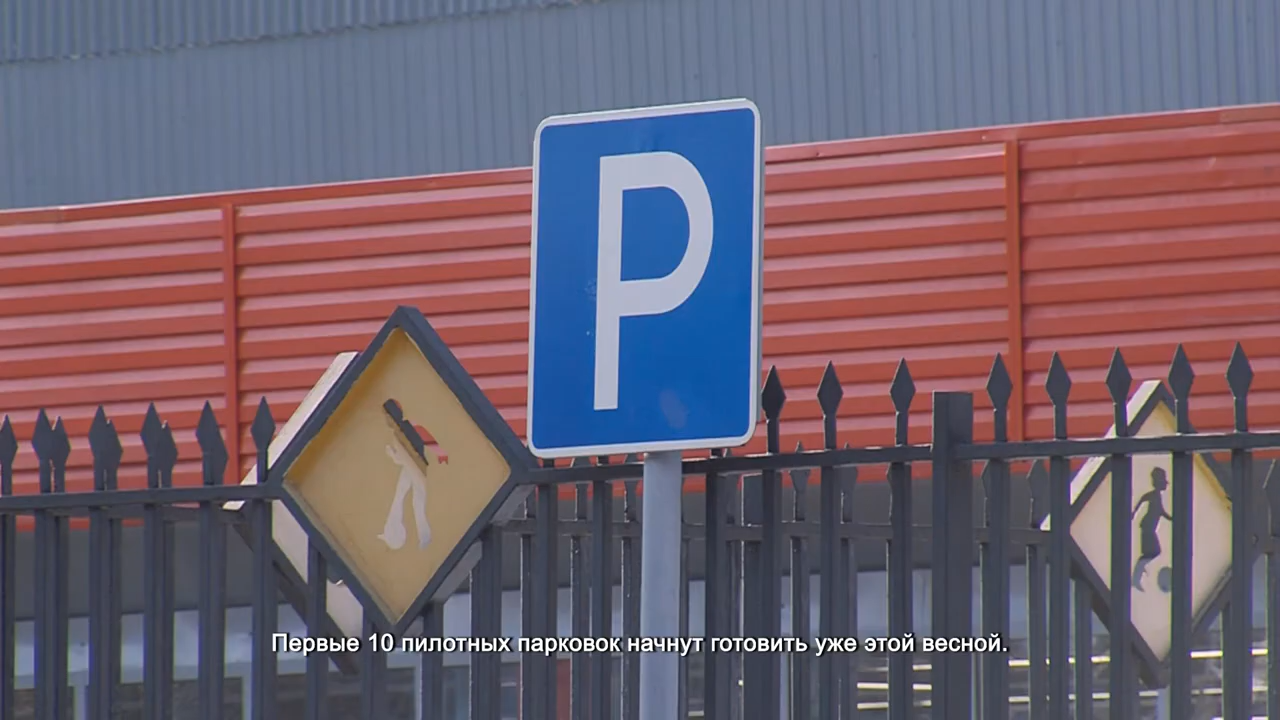 P
Первые 10 пилотных парковок начнут готовить уже этой весной.